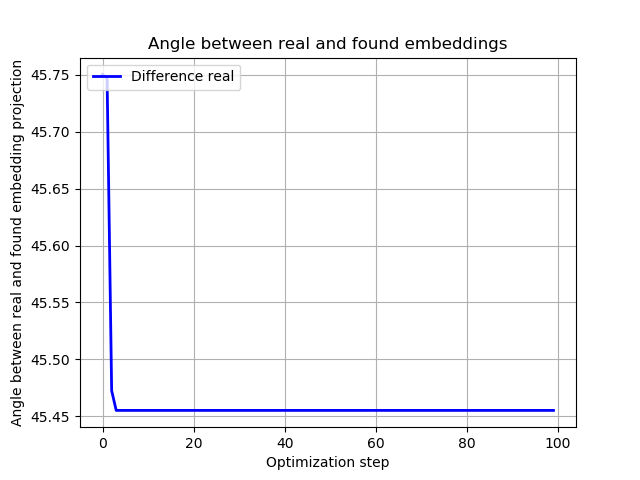 Angle between real and found embeddings
Difference real
Angle between real and found embedding projection
45.75
45.70
45.65
45.60
45.55
45.50
45.45
0 20 40 60 80 100
Optimization step